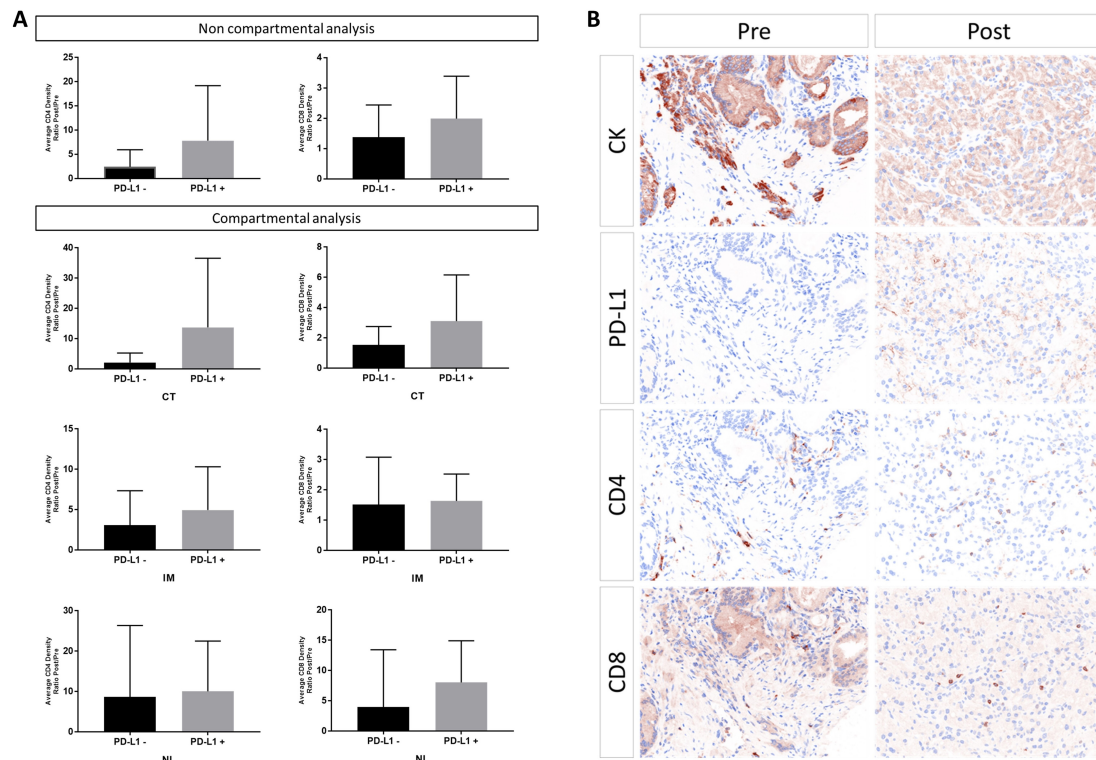 A
Non compartmental analysis
Average CD4 Density
Ratio Post/Pre
25
20
15
10
5
0
PD-L1 -
PD-L1 +
Average CD8 Density
Ratio Post/Pre
4
3
2
1
0
PD-L1 -
PD-L1 +
Compartmental analysis
Average CD4 Density
Ratio Post/Pre
40
30
20
10
0
PD-L1 -
PD-L1 +
CT
Average CD8 Density
Ratio Post/Pre
8
6
4
2
0
PD-L1 -
PD-L1 +
CT
Average CD4 Density
Ratio Post/Pre
15
10
5
0
PD-L1 -
PD-L1 +
IM
Average CD8 Density
Ratio Post/Pre
4
3
2
1
0
PD-L1 -
PD-L1 +
IM
Average CD4 Density
Ratio Post/Pre
30
20
10
0
PD-L1 -
PD-L1 +
Average CD8 Density
Ratio Post/Pre
20
15
10
5
0
PD-L1 -
PD-L1 +
B
Pre
Post
CK
PD-L1
CD4
CD8